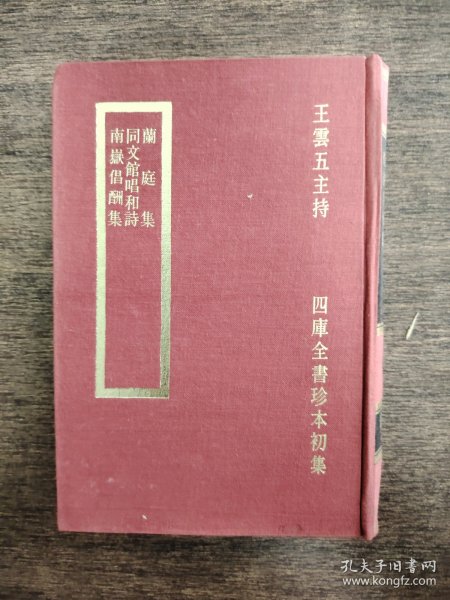 王雲五主持
四庫全書珍本初集
蘭庭集
同文館唱和詩
南嶽倡酬集
孔夫子旧书网
www.kongfz.com